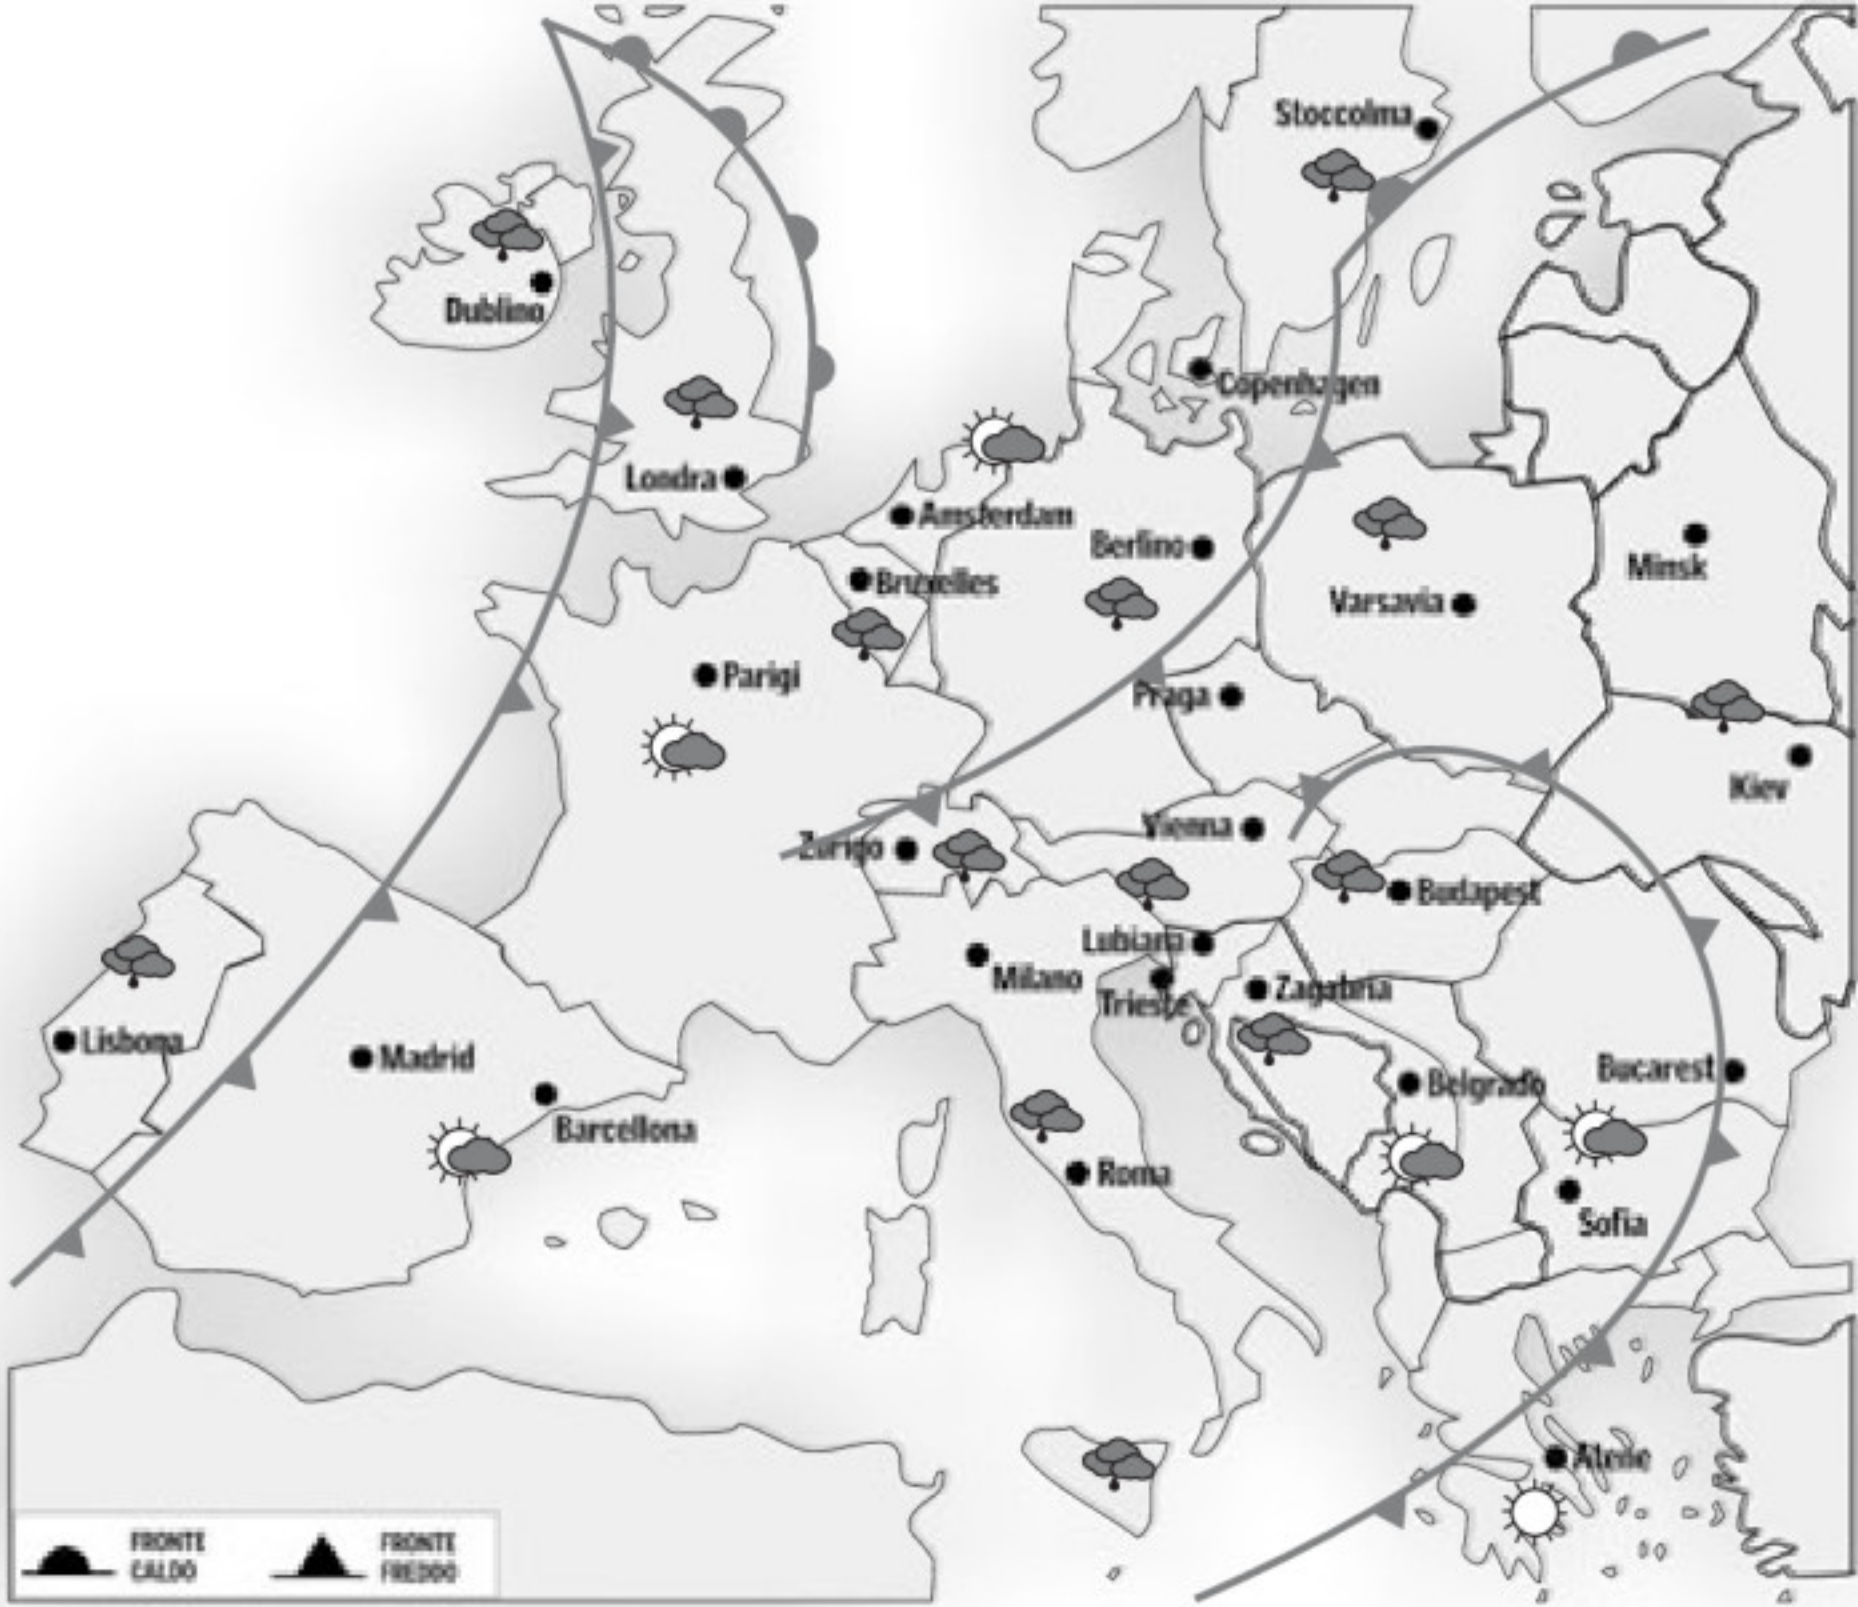 Stoccolma
Dublino
Copenhagen
Londra
Amsterdam
Berlino
Minsk
Bruxelles
Varsavia
Parigi
Praga
Kiev
Vienna
Zurigo
Budapest
Lubiana
Milano
Zagabria
Trieste
Lisbona
Madrid
Bucarest
Belgrado
Barcellona
Roma
Sofia
Atene
FRONTE
CALDO
FRONTE
FREDDO